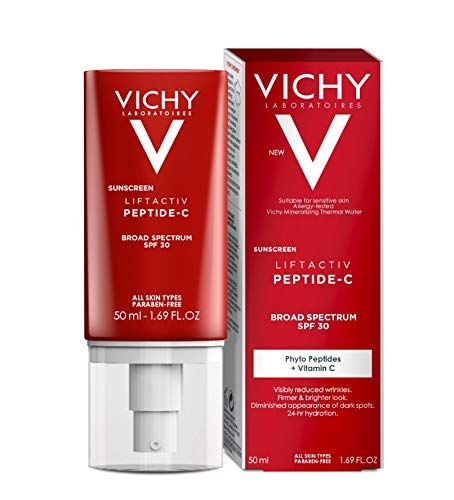 VICHY
LABORATOIRES
V
SUNSCREEN
LIFTACTIV
PEPTIDE-C
BROAD SPECTRUM
SPF 30
ALL SKIN TYPES
PARABEN-FREE
50 ml - 1.69 FL.OZ
VICHY
LABORATOIRES
V
NEW
Suitable for sensitive skin
Allergy-tested
Vichy Mineralizing Thermal Water
SUNSCREEN
LIFTACTIV
PEPTIDE-C
BROAD SPECTRUM
SPF 30
Phyto Peptides
+ Vitamin C
Visibly reduced wrinkles.
Firmer & brighter look.
Diminished appearance of dark spots.
24-hr hydration.
ALL SKIN TYPES
PARABEN-FREE
50 ml
1.69 FL.OZ